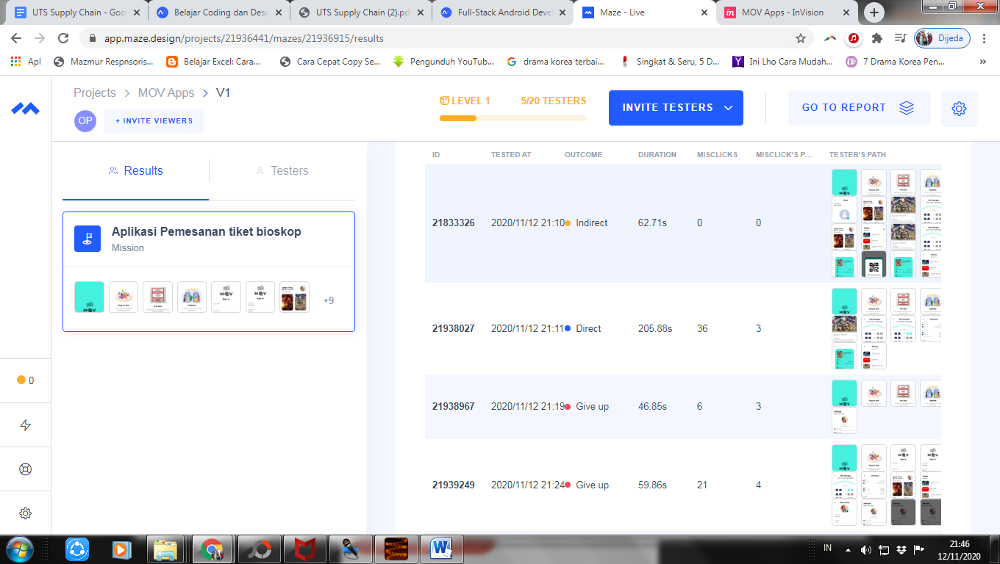 UTS Supply Chain - Goo
Belajar Coding dan Desi
UTS Supply Chain (2).pd
Full-Stack Android Deve
Maze - Live
MOV Apps - InVision
app.maze.design/projects/21936441/mazes/21936915/results
Dijeda
Apl
Mazmur Respnsoris...
Belajar Excel: Cara...
Cara Cepat Copy Se...
Pengunduh YouTub...
drama korea terbai...
Singkat & Seru, 5 D...
Ini Lho Cara Mudah...
7 Drama Korea Pen...
Projects > MOV Apps > V1
OP
+ INVITE VIEWERS
LEVEL 1
5/20 TESTERS
INVITE TESTERS
GO TO REPORT
Results
Testers
Aplikasi Pemesanan tiket bioskop
Mission
+9
0
ID TESTED AT OUTCOME DURATION MISCLICKS MISCLICK'S P... TESTER'S PATH
21833326 2020/11/12 21:10 Indirect 62.71s 0 0
21938027 2020/11/12 21:11 Direct 205.88s 36 3
21938967 2020/11/12 21:19 Give up 46.85s 6 3
21939249 2020/11/12 21:24 Give up 59.86s 21 4
IN
21:46
12/11/2020